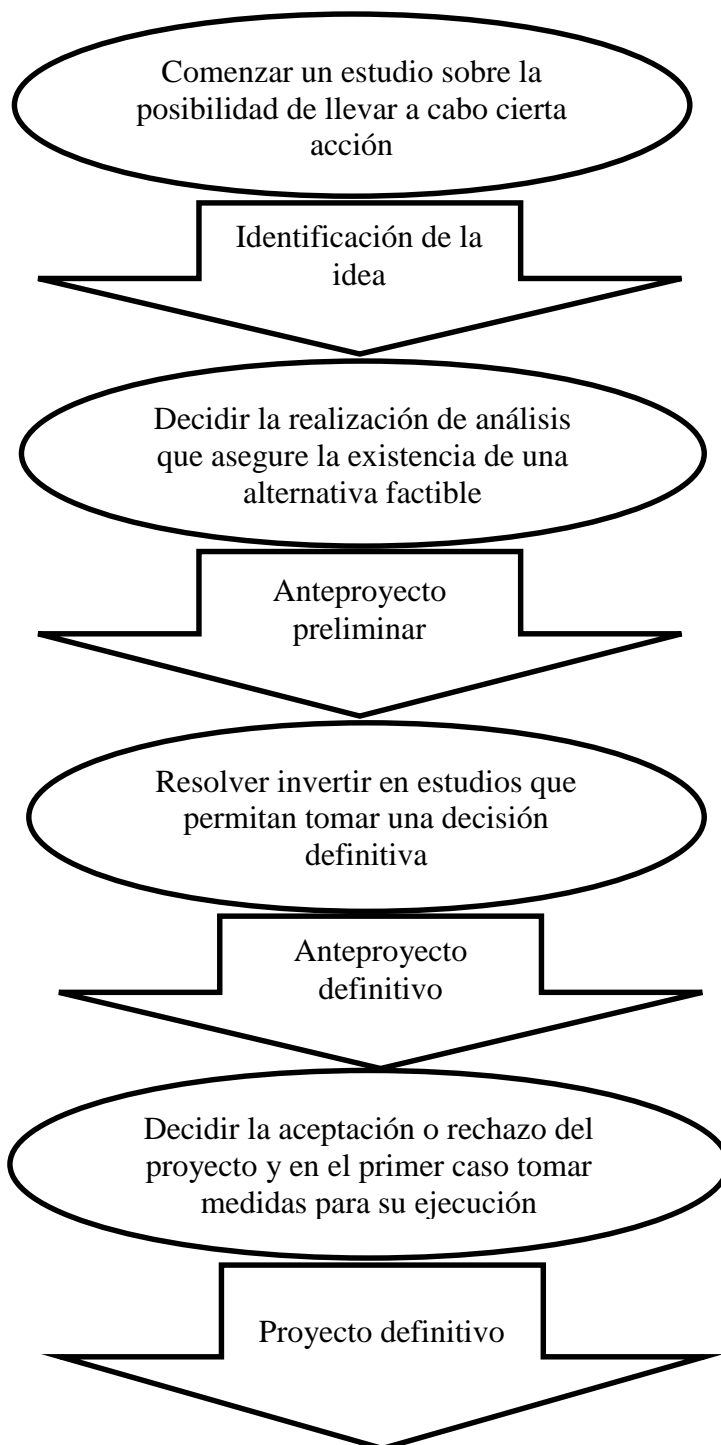 Comenzar un estudio sobre la
posibilidad de llevar a cabo cierta
acción
Identificación de la
idea
Decidir la realización de análisis
que asegure la existencia de una
alternativa factible
Anteproyecto
preliminar
Resolver invertir en estudios que
permitan tomar una decisión
definitiva
Anteproyecto
definitivo
Decidir la aceptación o rechazo del
proyecto y en el primer caso tomar
medidas para su ejecución
Proyecto definitivo